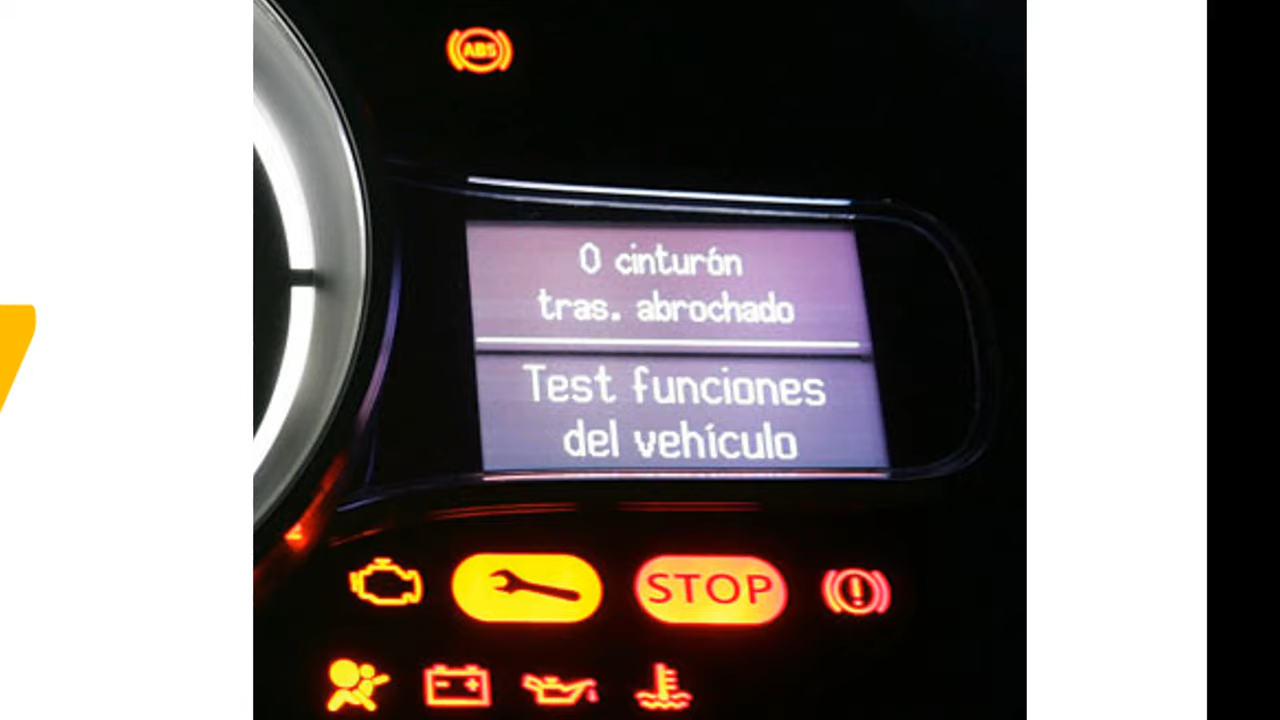 ABS
0 cinturón
tras. abrochado
Test funciones
del vehículo
STOP